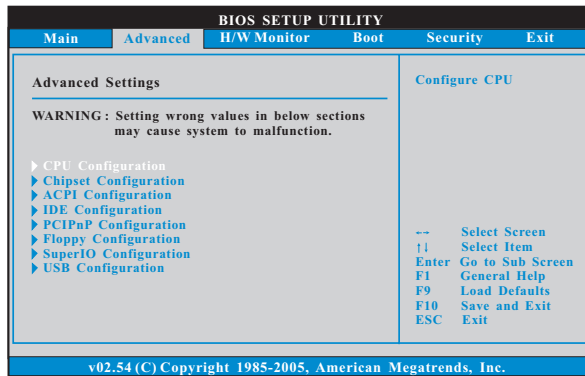 BIOS SETUP UTILITY
Main Advanced H/W Monitor Boot Security Exit
Advanced Settings
WARNING : Setting wrong values in below sections
may cause system to malfunction.
CPU Configuration
Chipset Configuration
ACPI Configuration
IDE Configuration
PCIPnP Configuration
Floppy Configuration
SuperIO Configuration
USB Configuration
Configure CPU
←→ Select Screen
↑↓ Select Item
Enter Go to Sub Screen
F1 General Help
F9 Load Defaults
F10 Save and Exit
ESC Exit
v02.54 (C) Copyright 1985-2005, American Megatrends, Inc.